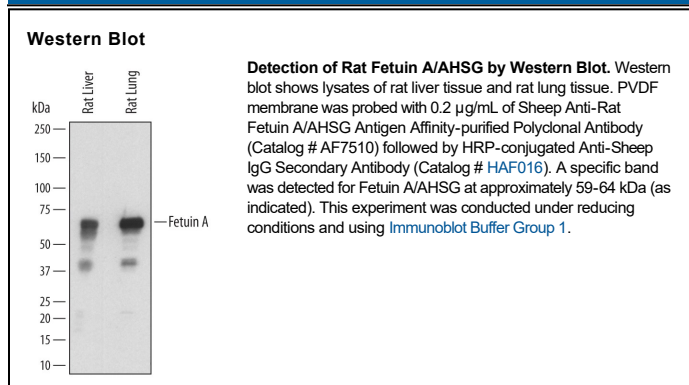 Western Blot
Rat Liver
Rat Lung
kDa
250
150
100
75
Fetuin A
50
37
25
20
15
10
Detection of Rat Fetuin A/AHSG by Western Blot. Western
blot shows lysates of rat liver tissue and rat lung tissue. PVDF
membrane was probed with 0.2 µg/mL of Sheep Anti-Rat
Fetuin A/AHSG Antigen Affinity-purified Polyclonal Antibody
(Catalog # AF7510) followed by HRP-conjugated Anti-Sheep
IgG Secondary Antibody (Catalog # HAF016). A specific band
was detected for Fetuin A/AHSG at approximately 59-64 kDa (as
indicated). This experiment was conducted under reducing
conditions and using Immunoblot Buffer Group 1.